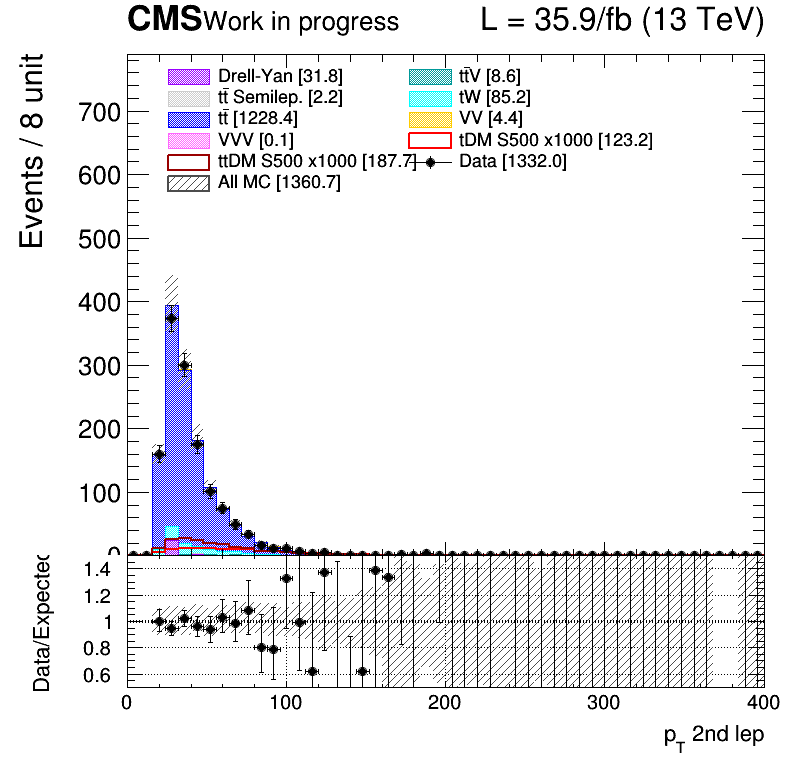 CMS Work in progress L = 35.9/fb (13 TeV)
Events / 8 unit
Drell-Yan [31.8] tt̄V [8.6]
tt̄ Semilep. [2.2] tW [85.2]
tt̄ [1228.4] VV [4.4]
VVV [0.1] tDM S500 x1000 [123.2]
ttDM S500 x1000 [187.7] Data [1332.0]
All MC [1360.7]
700
600
500
400
300
200
100
0
Data/Expected
1.4
1.2
1
0.8
0.6
0 100 200 300 400
p_T 2nd lep